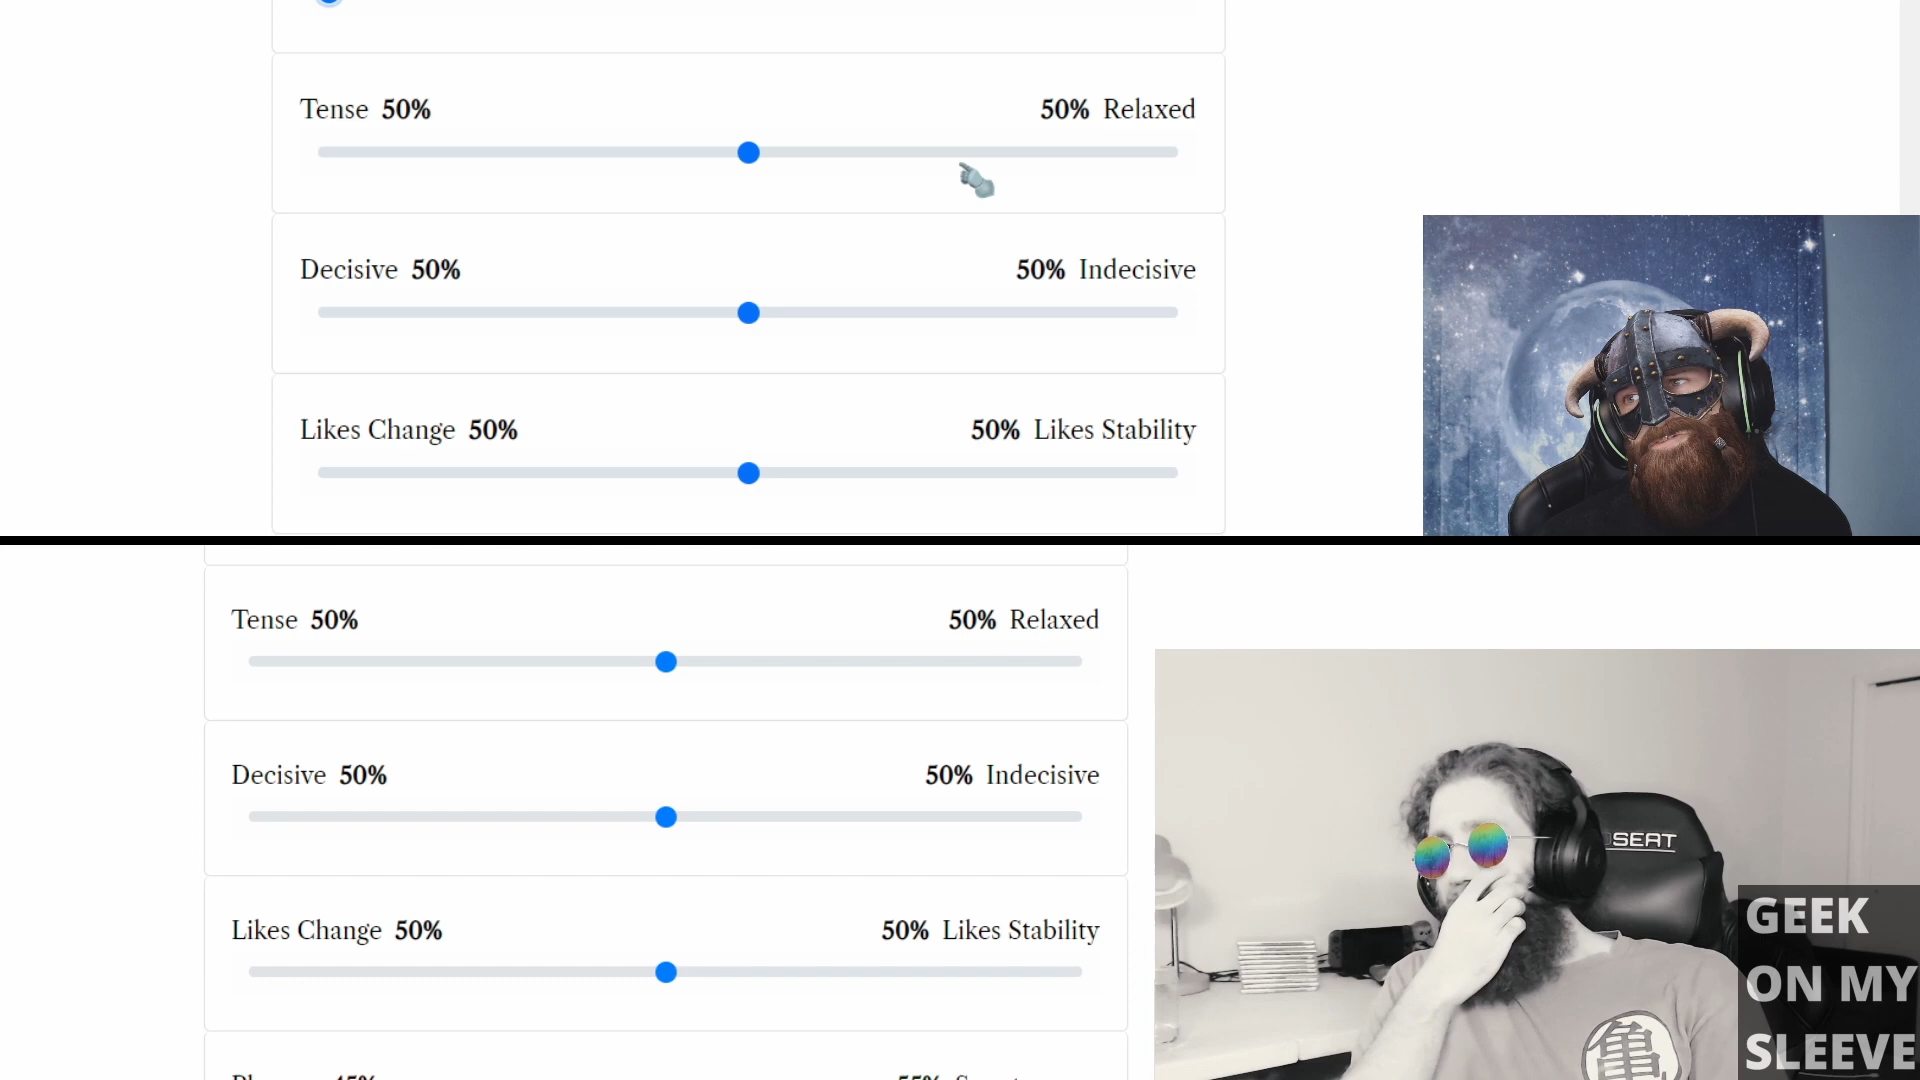 Tense 50% 50% Relaxed
Decisive 50% 50% Indecisive
Likes Change 50% 50% Likes Stability
Tense 50% 50% Relaxed
Decisive 50% 50% Indecisive
Likes Change 50% 50% Likes Stability
SEAT
亀
GEEK
ON MY
SLEEVE